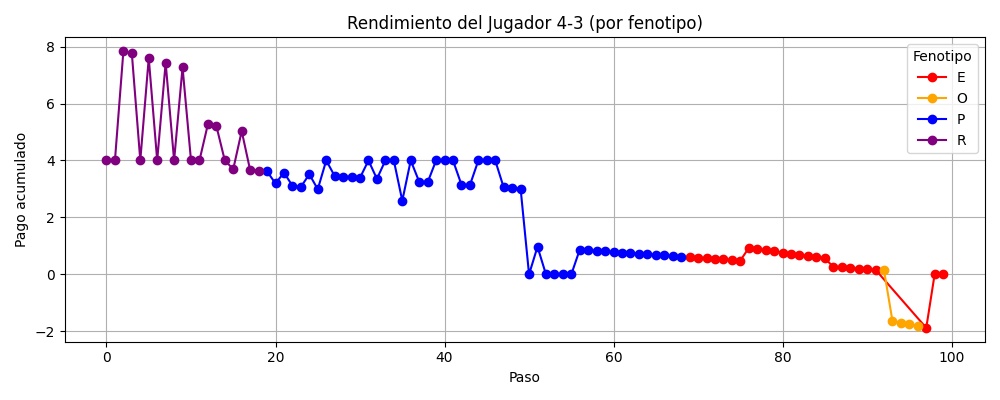 Rendimiento del Jugador 4-3 (por fenotipo)
Pago acumulado
8
6
4
2
0
−2
Fenotipo
E
O
P
R
0 20 40 60 80 100
Paso